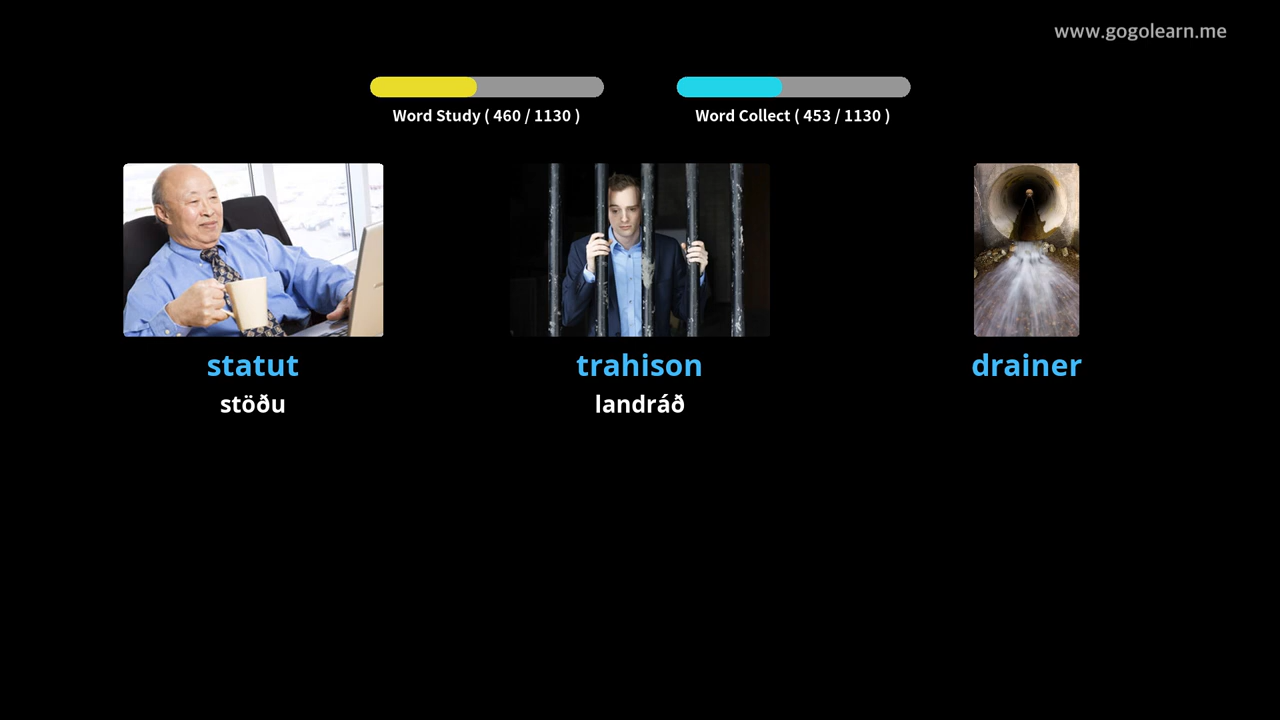 www.gogolearn.me
Word Study ( 460 / 1130 )
Word Collect ( 453 / 1130 )
statut
trahison
drainer
stöðu
landráð